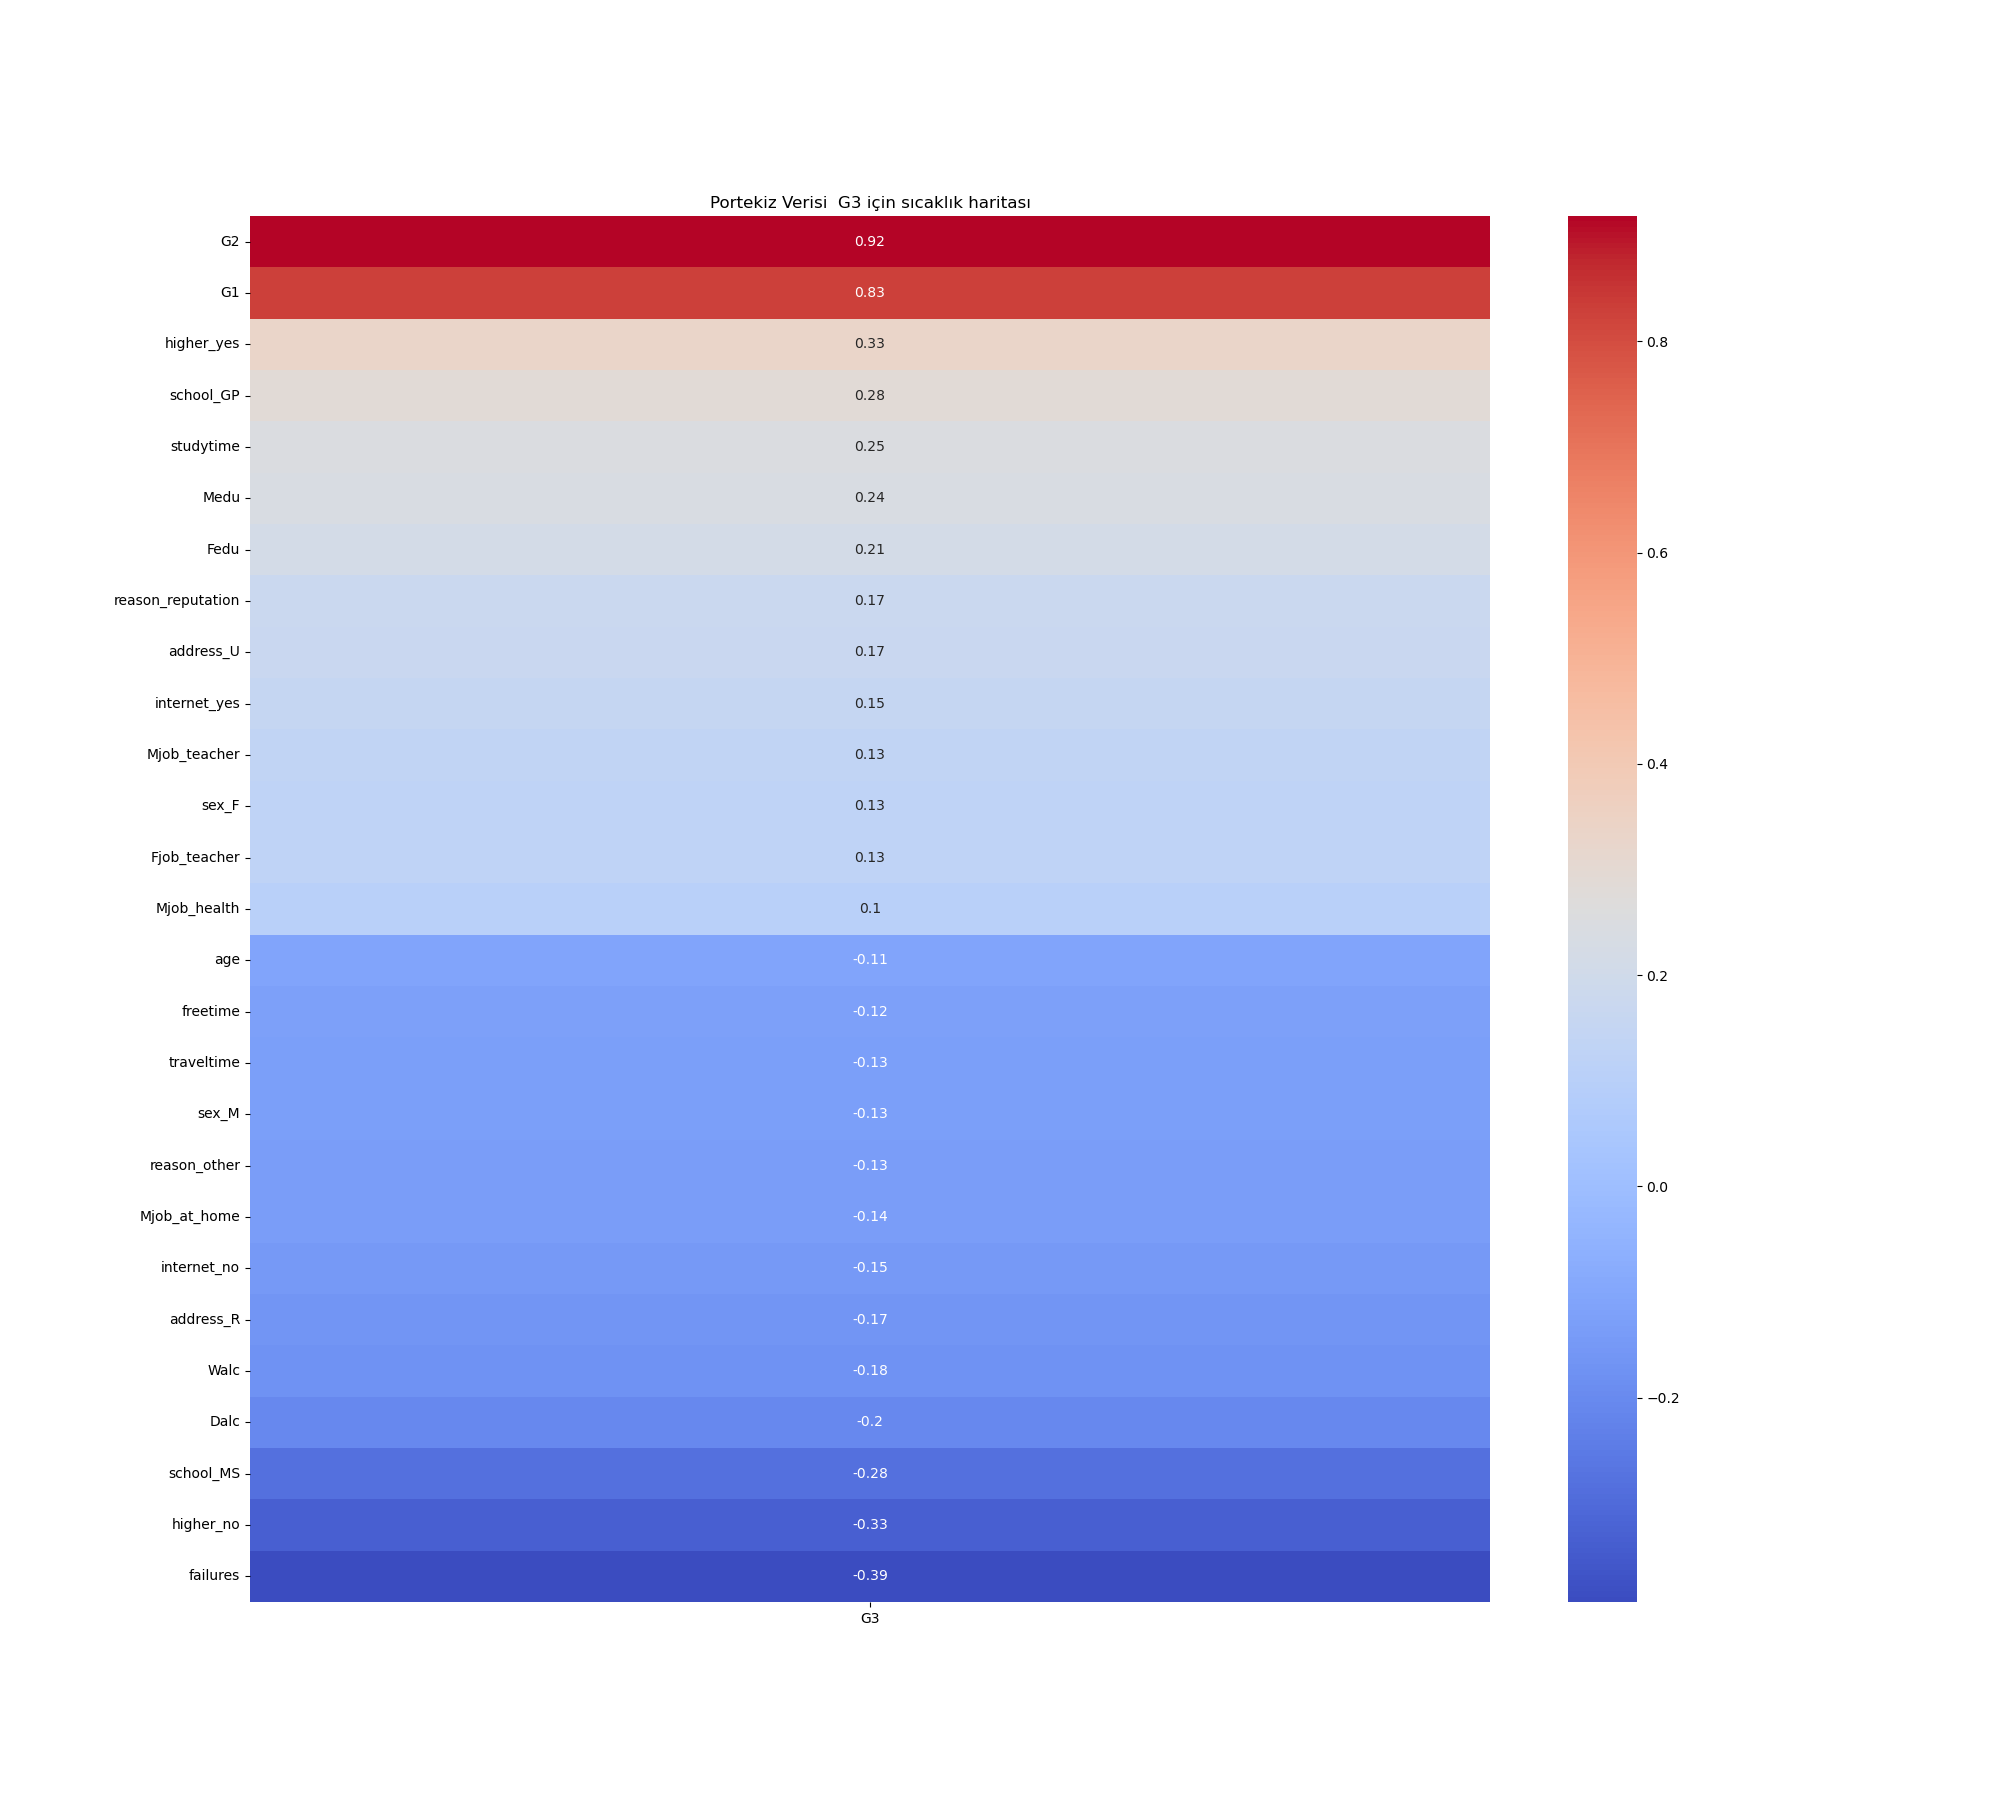 Portekiz Verisi  G3 için sıcaklık haritası
G2 0.92
G1 0.83
higher_yes 0.33
school_GP 0.28
studytime 0.25
Medu 0.24
Fedu 0.21
reason_reputation 0.17
address_U 0.17
internet_yes 0.15
Mjob_teacher 0.13
sex_F 0.13
Fjob_teacher 0.13
Mjob_health 0.1
age -0.11
freetime -0.12
traveltime -0.13
sex_M -0.13
reason_other -0.13
Mjob_at_home -0.14
internet_no -0.15
address_R -0.17
Walc -0.18
Dalc -0.2
school_MS -0.28
higher_no -0.33
failures -0.39
G3
0.8
0.6
0.4
0.2
0.0
−0.2